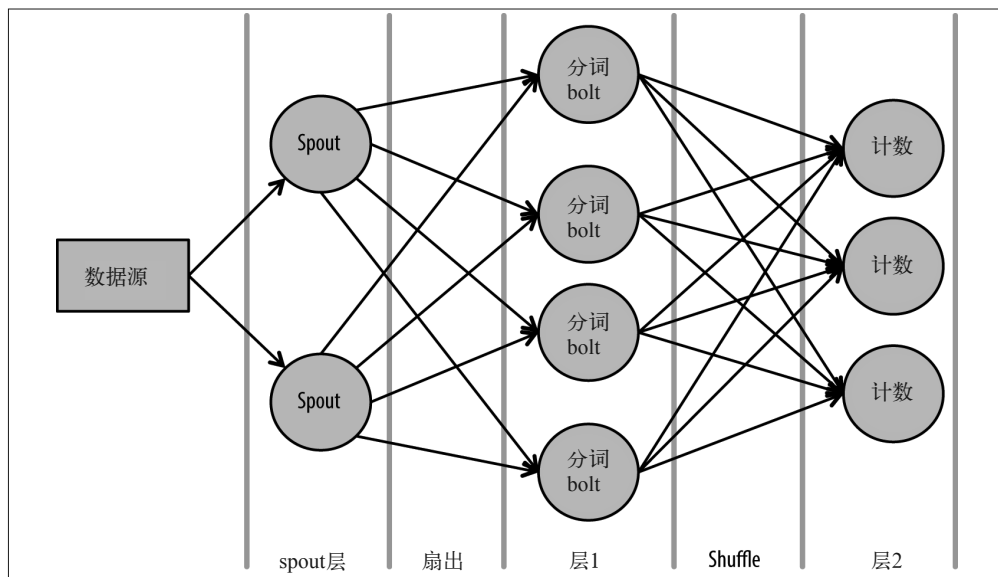 数据源
Spout
Spout
分词
bolt
分词
bolt
分词
bolt
分词
bolt
计数
计数
计数
spout层
扇出
层1
Shuffle
层2